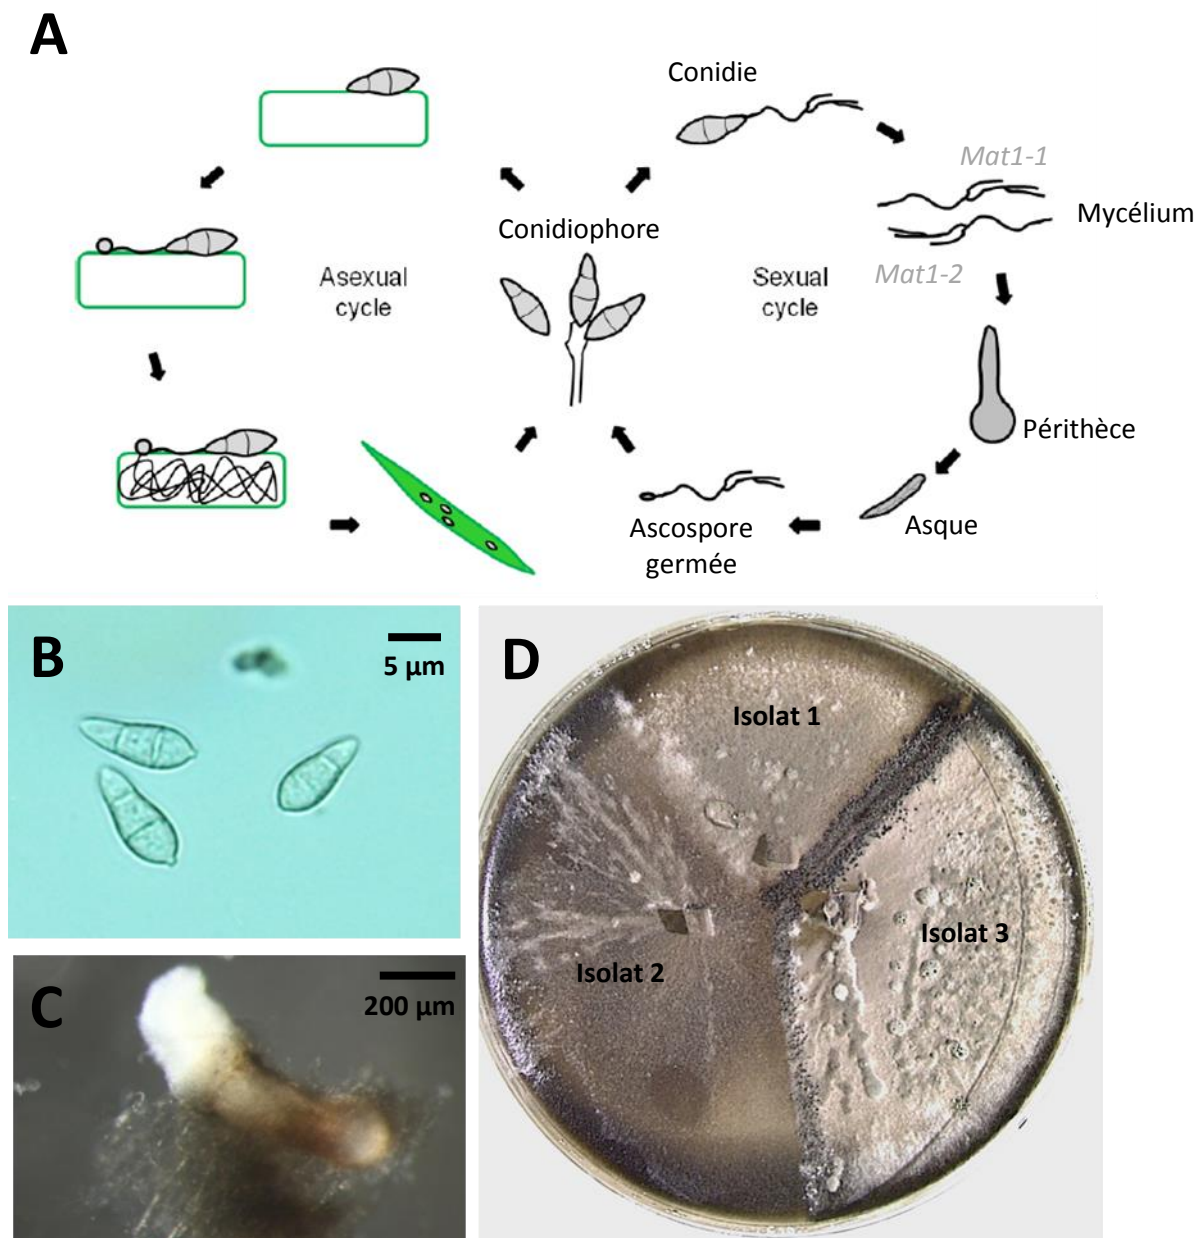 A
Conidie
Mat1-1
Mycélium
Conidiophore
Mat1-2
Asexual
cycle
Sexual
cycle
Périthèce
Asque
Ascospore
germée
B
5 µm
C
200 µm
D
Isolat 1
Isolat 2
Isolat 3